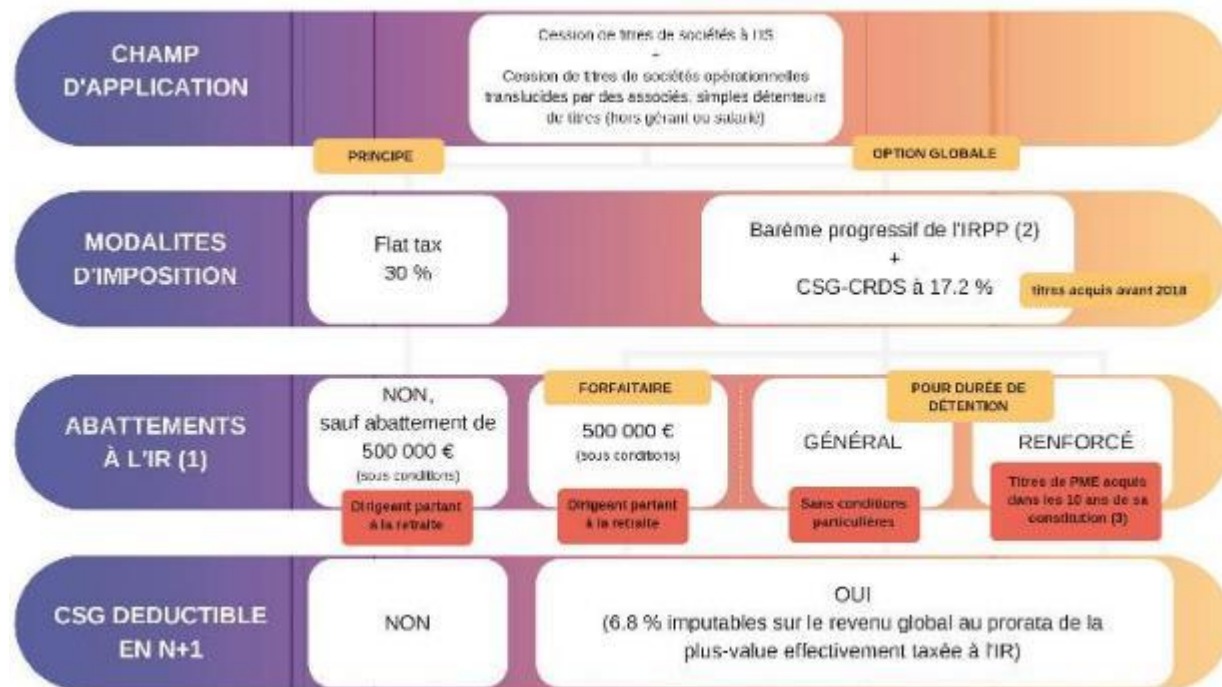 CHAMP
D'APPLICATION
Cession de titres de sociétés à l'IS
–
Cession de titres de sociétés opérationnelles
translucides par des associés, simples détenteurs
de titres (hors gérant ou salarié)
PRINCIPE
OPTION GLOBALE
MODALITES
D'IMPOSITION
Flat tax
30 %
Barème progressif de l'IRPP (2)
+
CSG-CRDS à 17.2 %
titres acquis avant 2018
ABATTEMENTS
À L'IR (1)
NON,
sauf abattement de
500 000 €
(sous conditions)
Dirigeant partant
à la retraite
FORFAITAIRE
500 000 €
(sous conditions)
Dirigeant partant
à la retraite
POUR DURÉE DE
DÉTENTION
GÉNÉRAL
Sans conditions
particulières
RENFORCÉ
Titres de PME acquis
dans les 10 ans de sa
constitution (3)
CSG DEDUCTIBLE
EN N+1
NON
OUI
(6.8 % imputables sur le revenu global au prorata de la
plus-value effectivement taxée à l'IR)